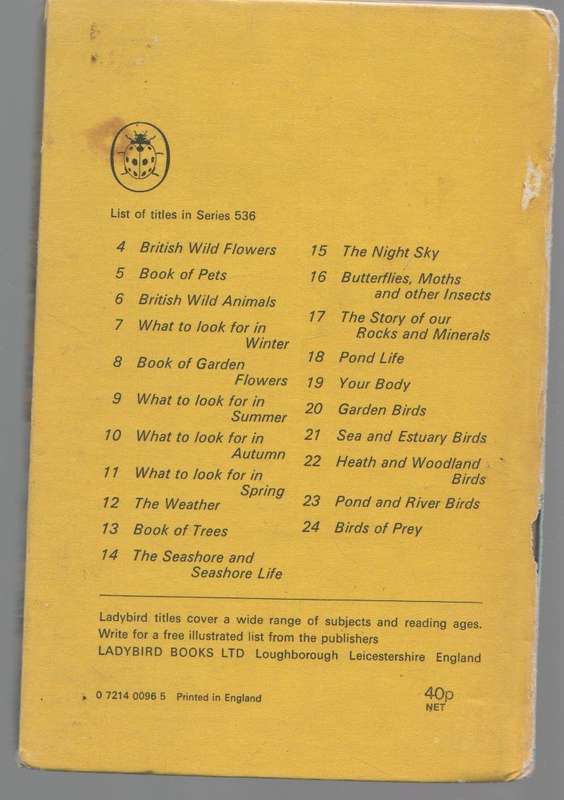 List of titles in Series 536
4 British Wild Flowers
5 Book of Pets
6 British Wild Animals
7 What to look for in
Winter
8 Book of Garden
Flowers
9 What to look for in
Summer
10 What to look for in
Autumn
11 What to look for in
Spring
12 The Weather
13 Book of Trees
14 The Seashore and
Seashore Life
15 The Night Sky
16 Butterflies, Moths
and other Insects
17 The Story of our
Rocks and Minerals
18 Pond Life
19 Your Body
20 Garden Birds
21 Sea and Estuary Birds
22 Heath and Woodland
Birds
23 Pond and River Birds
24 Birds of Prey
Ladybird titles cover a wide range of subjects and reading ages.
Write for a free illustrated list from the publishers
LADYBIRD BOOKS LTD Loughborough Leicestershire England
0 7214 0096 5 Printed in England
40p
NET